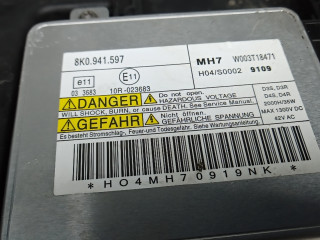 8K0.941.597
MH7 W003T18471
H04/S0002 9109
e11 E11
03 3683 10R-023683
DANGER Do not open. HAZARDOUS VOLTAGE
WILL SHOCK, BURN, or cause DEATH. See Service Manual.
GEFAHR Nicht öffnen. GEFÄHRLICHE SPANNUNG
Es besteht Stromschlag-, Feuer-und Todesgefahr. Siehe Wartungsanleitung.
D3S, D3R
D4S, D4R
2000H/35W
MAX 1300V DC
42V AC
*HO4MH70919NK*